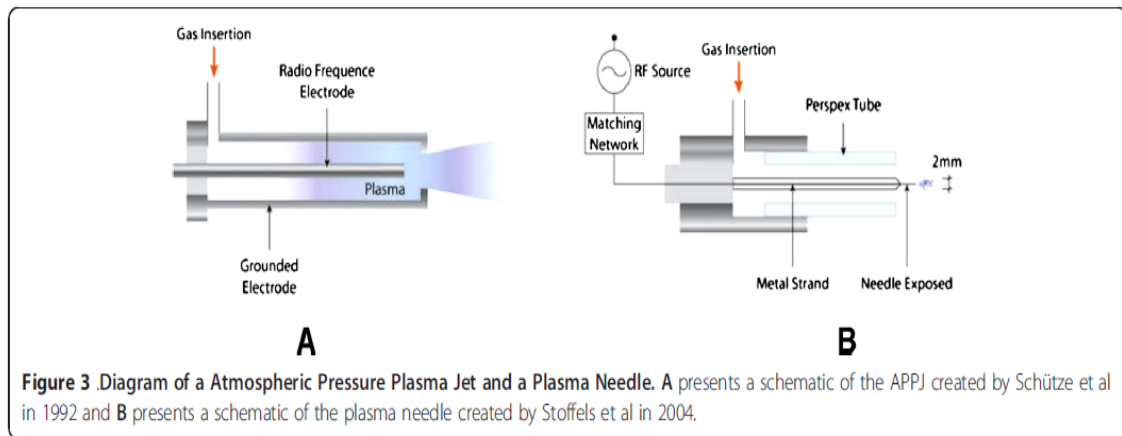 Gas Insertion
Radio Frequence
Electrode
Plasma
Grounded
Electrode
A
RF Source
Matching
Network
Gas Insertion
Perspex Tube
2mm
Metal Strand
Needle Exposed
B
Figure 3 .Diagram of a Atmospheric Pressure Plasma Jet and a Plasma Needle. A presents a schematic of the APPJ created by Schütze et al
in 1992 and B presents a schematic of the plasma needle created by Stoffels et al in 2004.